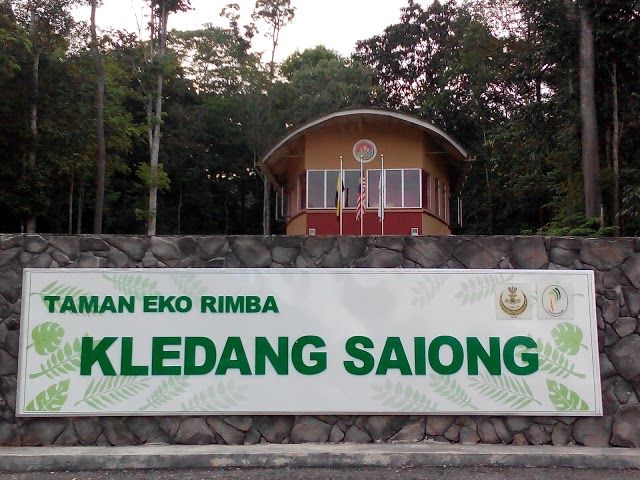 TAMAN EKO RIMBA
KLEDANG SAIONG